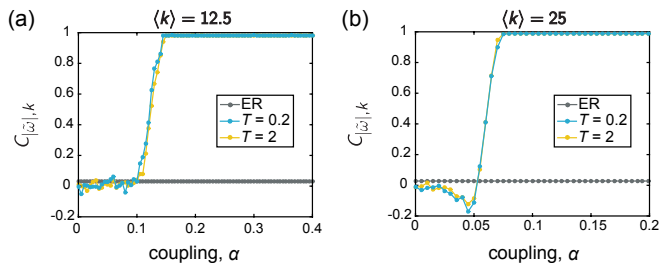 (a)
⟨k⟩ = 12.5
1
0.8
0.6
0.4
0.2
0
-0.2
C|ω̃|,k
ER
T = 0.2
T = 2
0
0.1
0.2
0.3
0.4
coupling, α
(b)
⟨k⟩ = 25
1
0.8
0.6
0.4
0.2
0
-0.2
C|ω̃|,k
ER
T = 0.2
T = 2
0
0.05
0.1
0.15
0.2
coupling, α